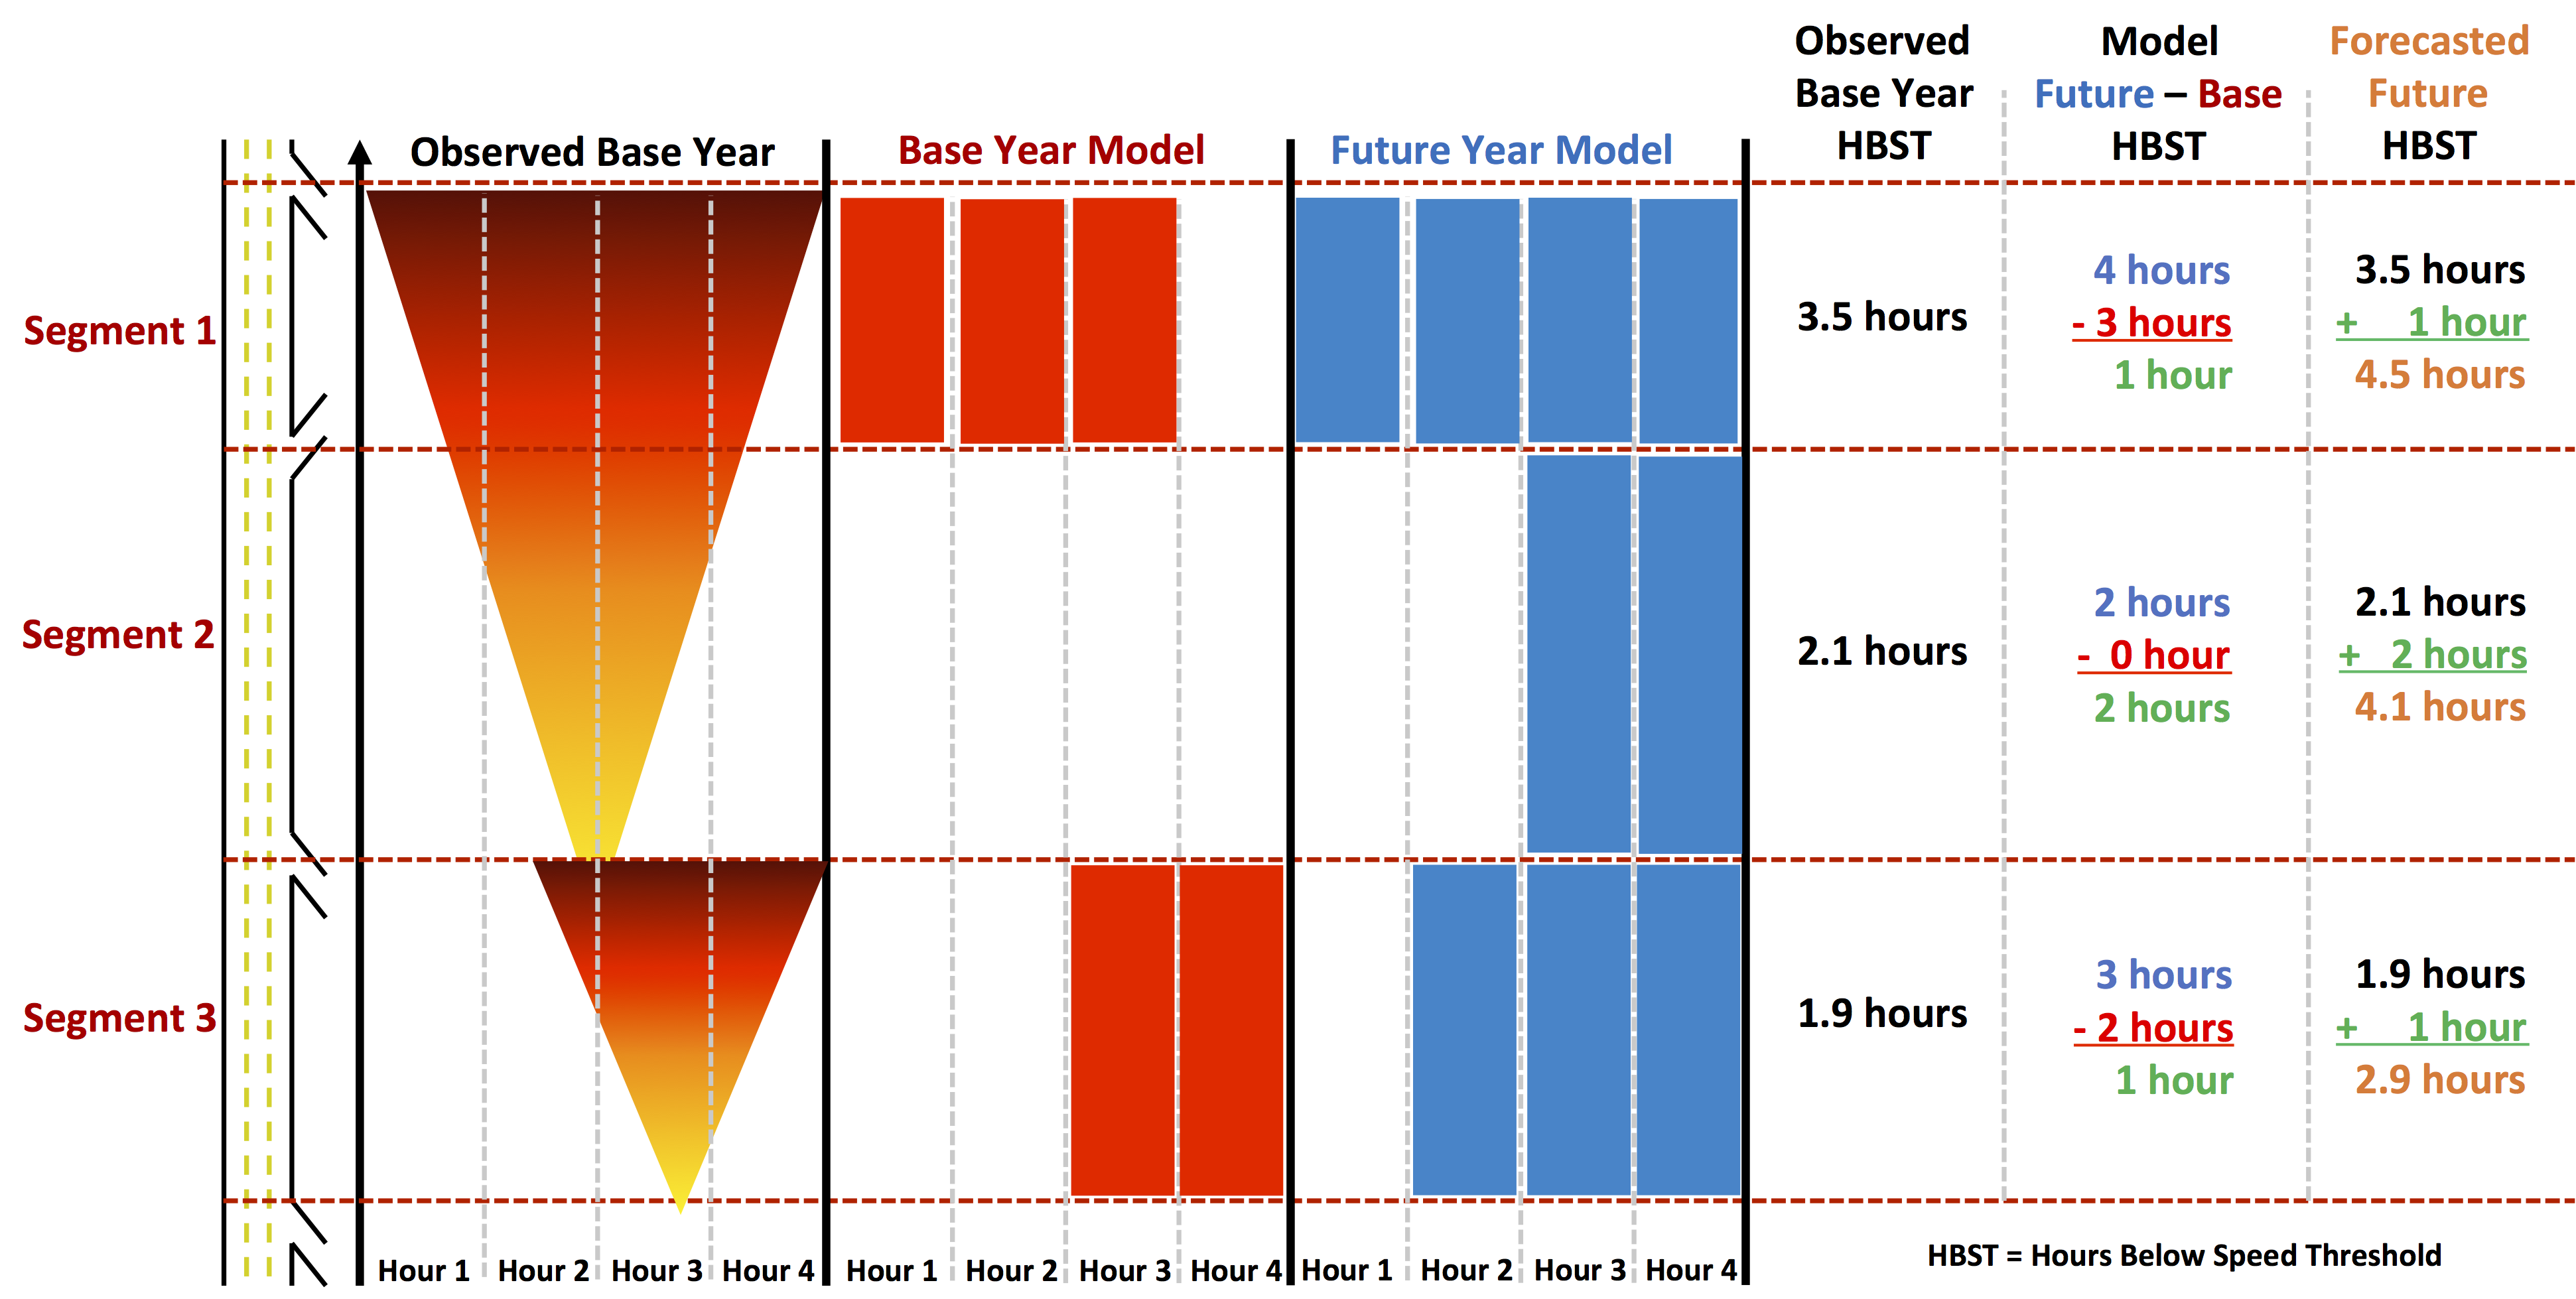 Observed
Base Year
HBST
Model
Future – Base
HBST
Forecasted
Future
HBST
Observed Base Year
Base Year Model
Future Year Model
Segment 1
3.5 hours
4 hours
- 3 hours
1 hour
3.5 hours
+ 1 hour
4.5 hours
Segment 2
2.1 hours
2 hours
- 0 hour
2 hours
2.1 hours
+ 2 hours
4.1 hours
Segment 3
1.9 hours
3 hours
- 2 hours
1 hour
1.9 hours
+ 1 hour
2.9 hours
Hour 1 Hour 2 Hour 3 Hour 4 Hour 1 Hour 2 Hour 3 Hour 4 Hour 1 Hour 2 Hour 3 Hour 4
HBST = Hours Below Speed Threshold